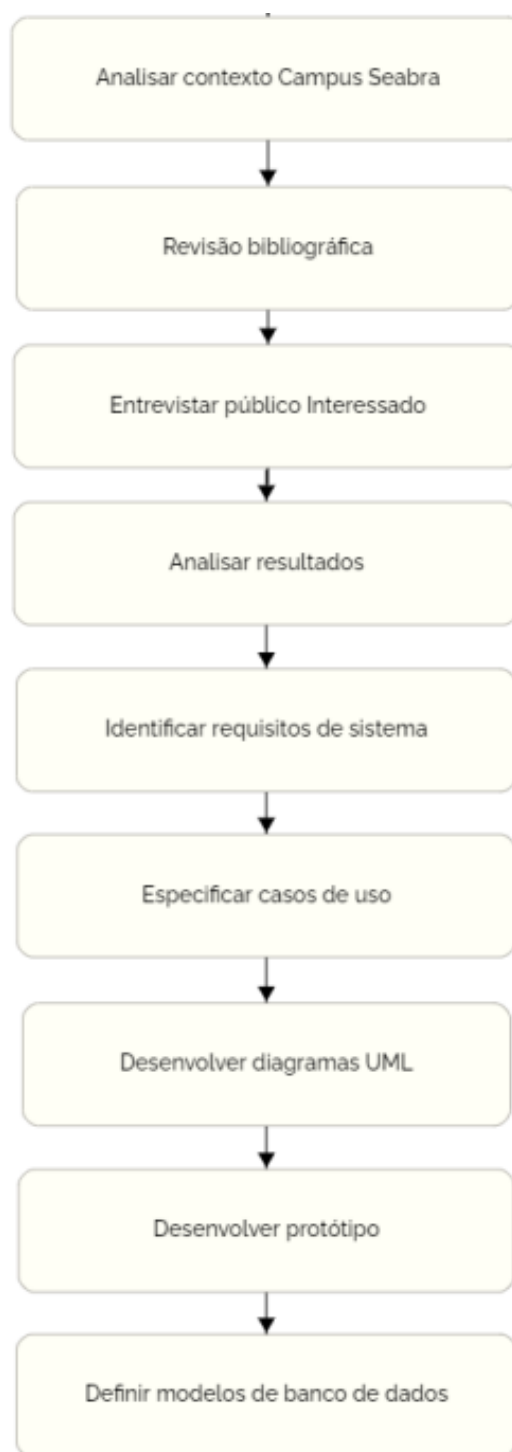 Analisar contexto Campus Seabra
Revisão bibliográfica
Entrevistar público Interessado
Analisar resultados
Identificar requisitos de sistema
Especificar casos de uso
Desenvolver diagramas UML
Desenvolver protótipo
Definir modelos de banco de dados